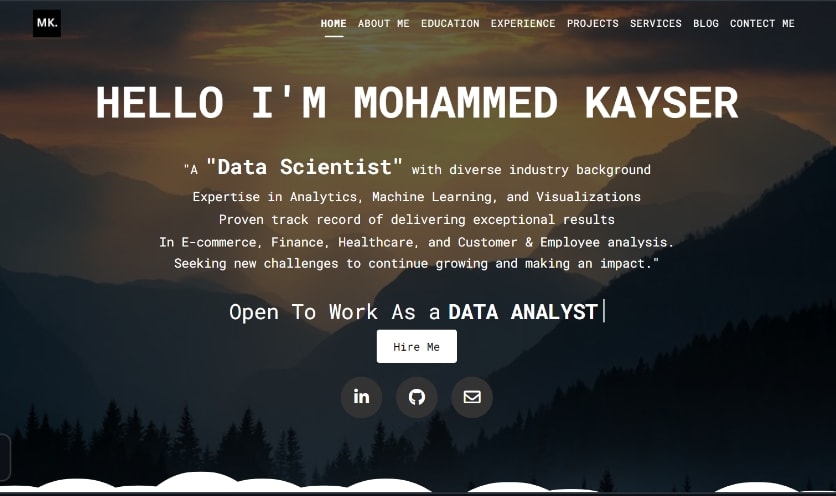 MK.
HOME ABOUT ME EDUCATION EXPERIENCE PROJECTS SERVICES BLOG CONTACT ME
HELLO I'M MOHAMMED KAYSER
"A "Data Scientist" with diverse industry background
Expertise in Analytics, Machine Learning, and Visualizations
Proven track record of delivering exceptional results
In E-commerce, Finance, Healthcare, and Customer & Employee analysis.
Seeking new challenges to continue growing and making an impact."
Open To Work As a DATA ANALYST
Hire Me
in